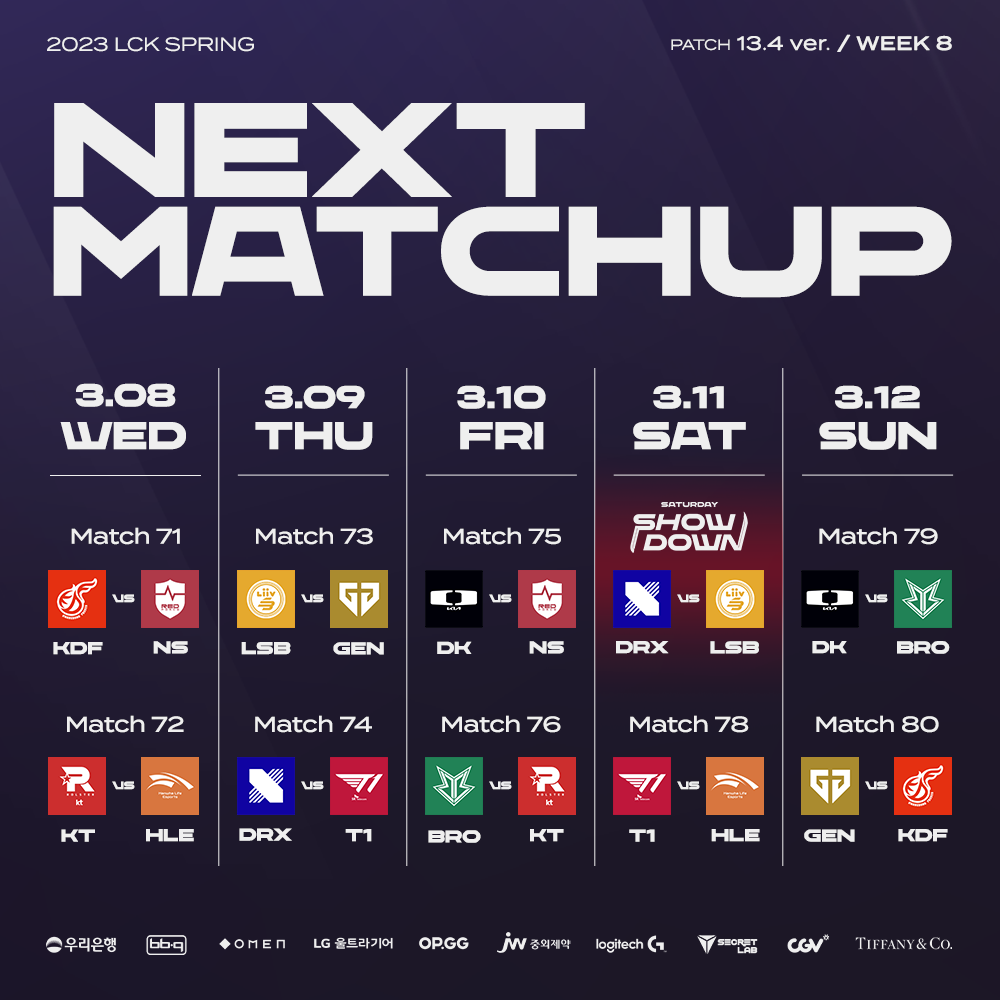 2023 LCK SPRING
PATCH 13.4 ver. / WEEK 8
NEXT
MATCHUP
3.08
WED
3.09
THU
3.10
FRI
3.11
SAT
3.12
SUN
Match 71
KDF vs NS
Match 73
LSB vs GEN
Match 75
DK vs NS
SATURDAY
SHOW
DOWN
DRX vs LSB
Match 79
DK vs BRO
Match 72
KT vs HLE
Match 74
DRX vs T1
Match 76
BRO vs KT
Match 78
T1 vs HLE
Match 80
GEN vs KDF
우리은행 bb.q OMEN LG 울트라기어 OP.GG JW 중외제약 logitech G SECRET LAB CGV TIFFANY & CO.